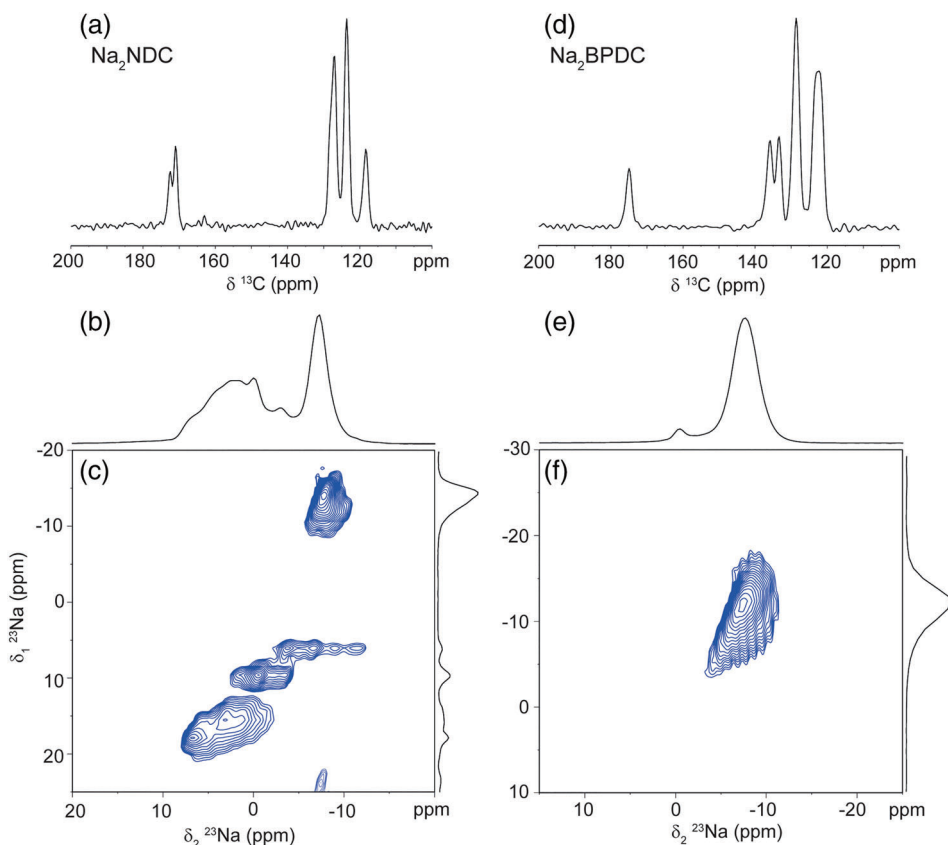 (a)
Na₂NDC
200 180 160 140 120 ppm
δ ¹³C (ppm)
(d)
Na₂BPDC
200 180 160 140 120 ppm
δ ¹³C (ppm)
(b)
(c)
-20
-10
0
10
20
δ₁ ²³Na (ppm)
20 10 0 -10 ppm
δ₂ ²³Na (ppm)
(e)
(f)
-30
-20
-10
0
10
10 0 -10 -20 ppm
δ₂ ²³Na (ppm)